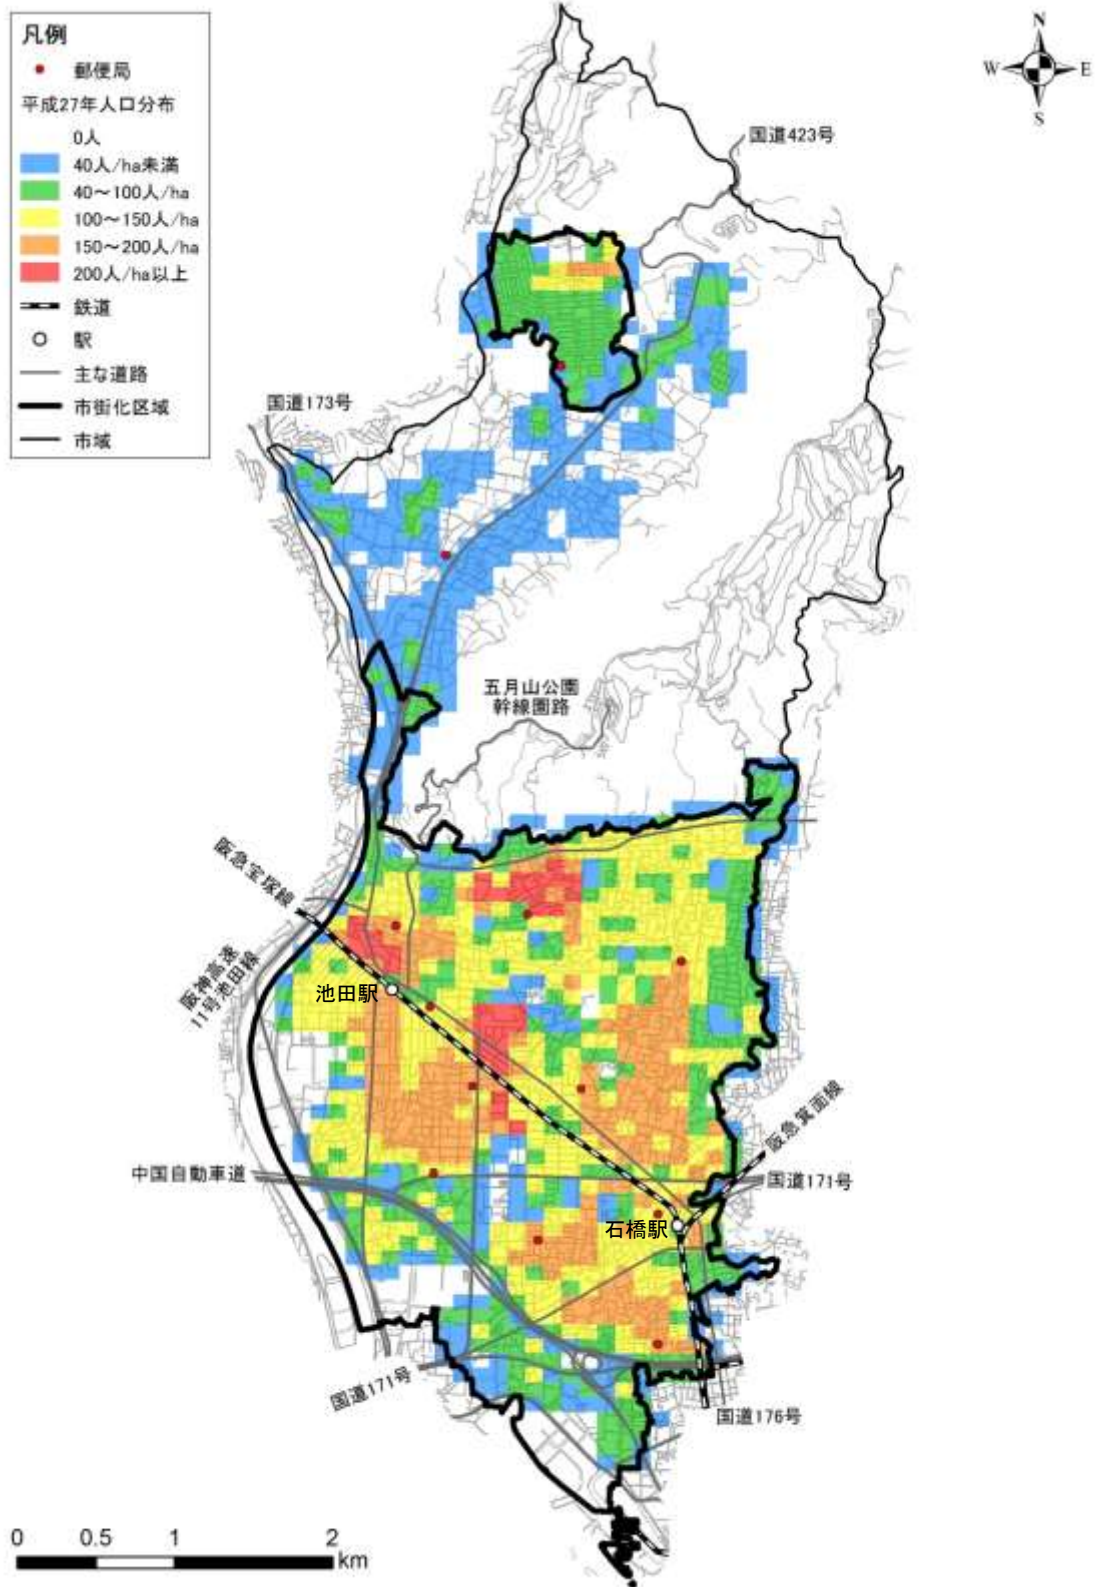 凡例
郵便局
平成27年人口分布
0人
40人/ha未満
40～100人/ha
100～150人/ha
150～200人/ha
200人/ha以上
鉄道
駅
主な道路
市街化区域
市域
N
W E
S
国道423号
国道173号
五月山公園
幹線園路
阪急宝塚線
阪神高速
11号池田線
池田駅
阪急箕面線
中国自動車道
国道171号
石橋駅
国道171号
国道176号
0 0.5 1 2
km